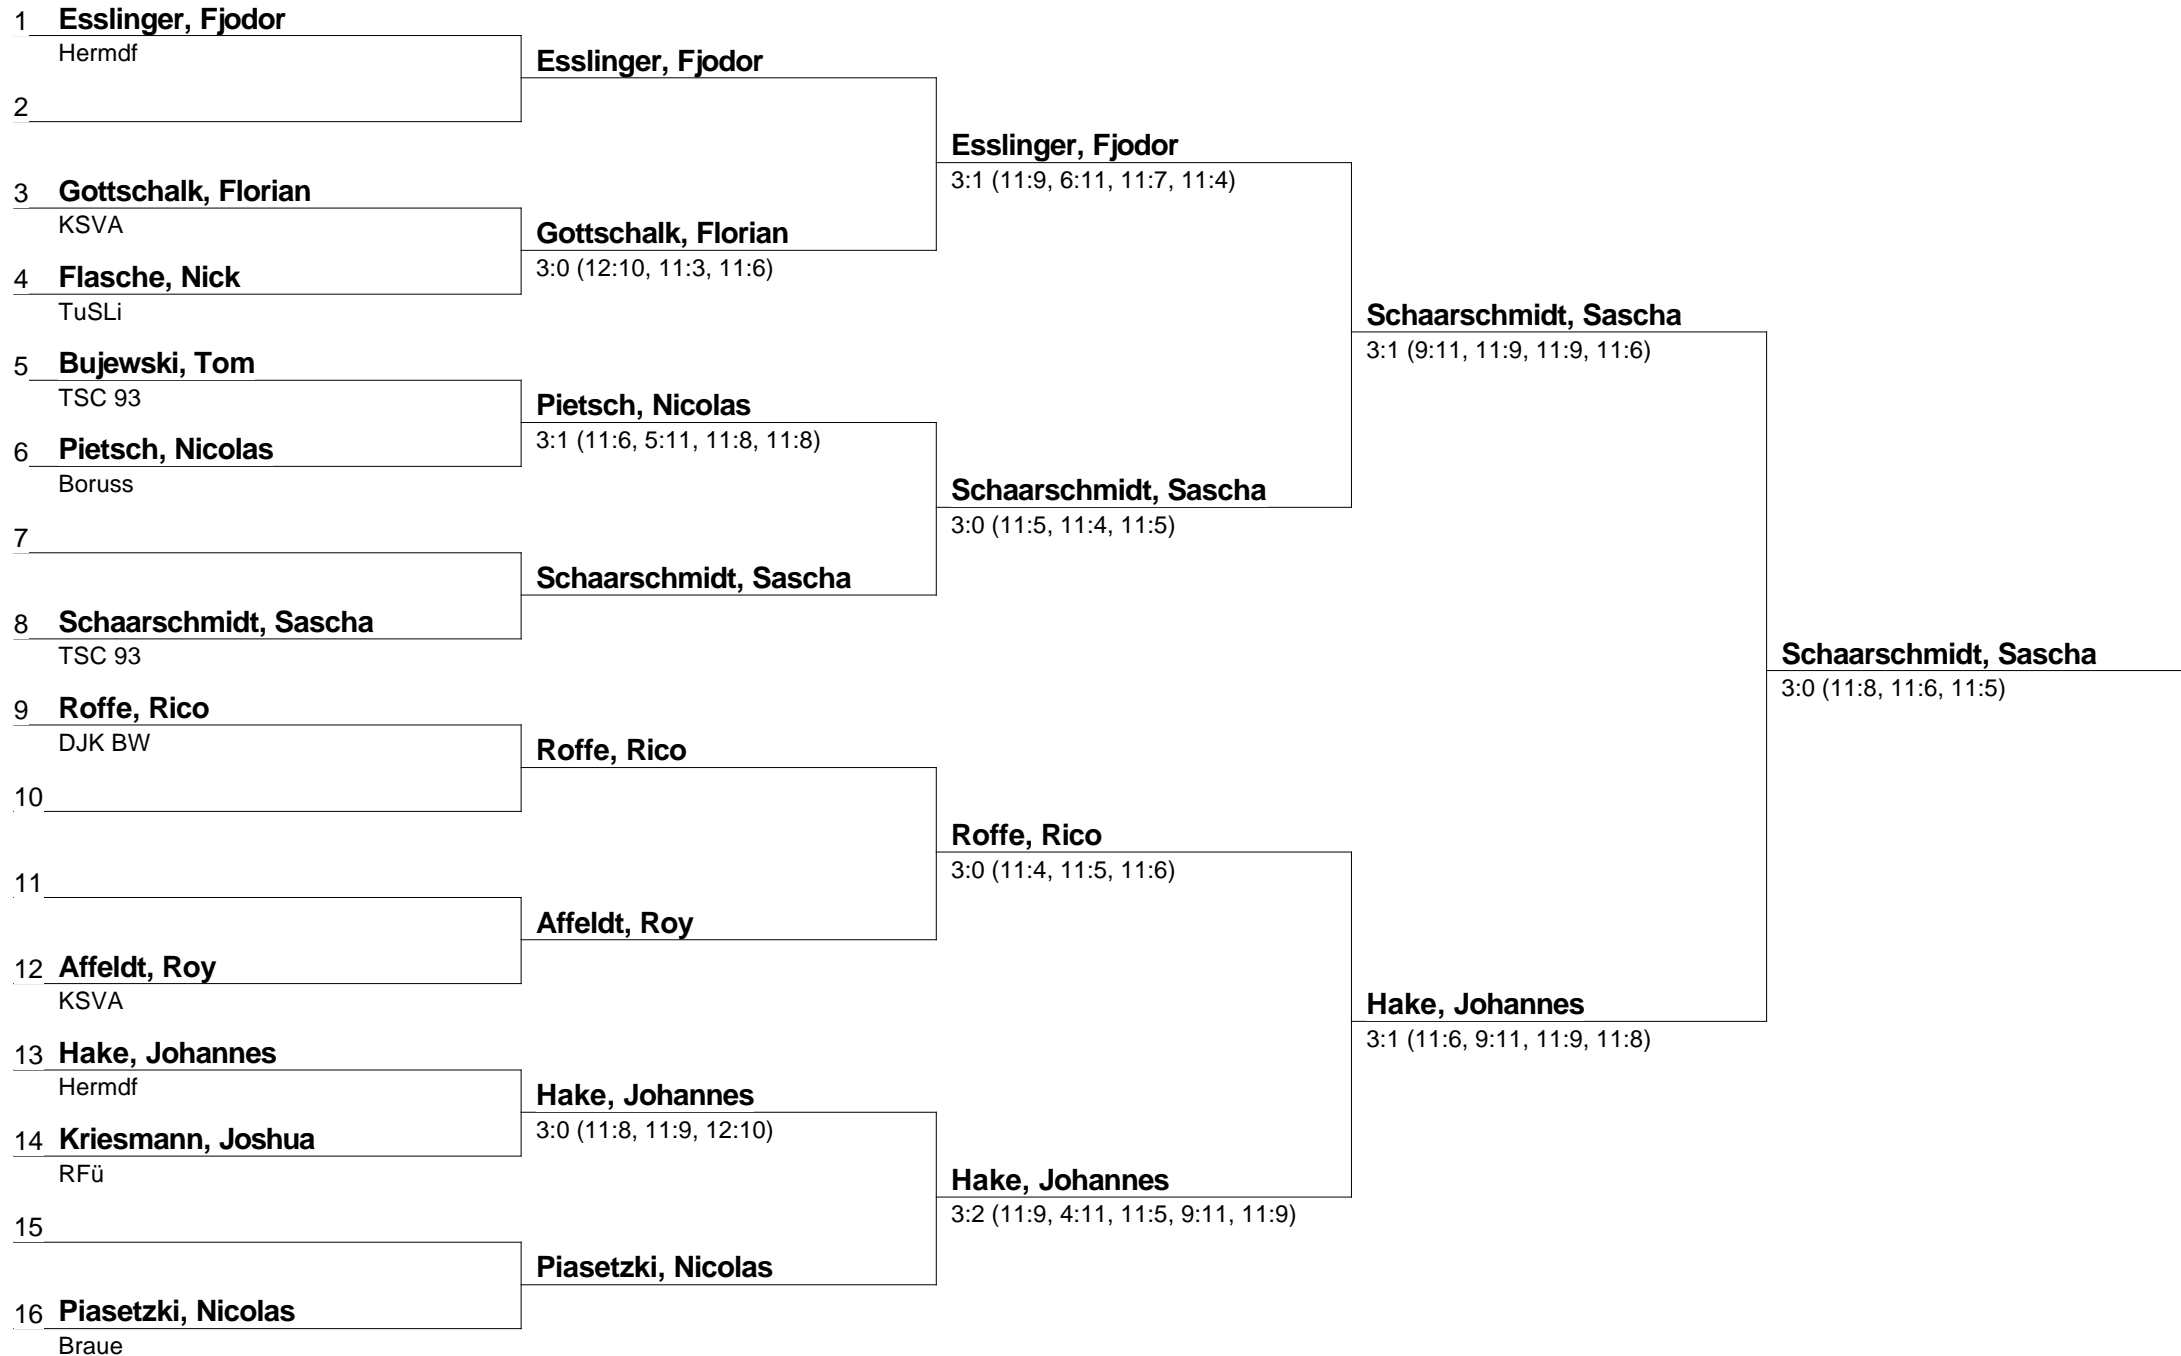 1 Esslinger, Fjodor
Hermdf
Esslinger, Fjodor
2
Esslinger, Fjodor
3:1 (11:9, 6:11, 11:7, 11:4)
3 Gottschalk, Florian
KSVA
Gottschalk, Florian
3:0 (12:10, 11:3, 11:6)
4 Flasche, Nick
TuSLi
Schaarschmidt, Sascha
3:1 (9:11, 11:9, 11:9, 11:6)
5 Bujewski, Tom
TSC 93
Pietsch, Nicolas
3:1 (11:6, 5:11, 11:8, 11:8)
6 Pietsch, Nicolas
Boruss
Schaarschmidt, Sascha
3:0 (11:5, 11:4, 11:5)
7
Schaarschmidt, Sascha
8 Schaarschmidt, Sascha
TSC 93
Schaarschmidt, Sascha
3:0 (11:8, 11:6, 11:5)
9 Roffe, Rico
DJK BW
Roffe, Rico
10
Roffe, Rico
3:0 (11:4, 11:5, 11:6)
11
Affeldt, Roy
12 Affeldt, Roy
KSVA
Hake, Johannes
3:1 (11:6, 9:11, 11:9, 11:8)
13 Hake, Johannes
Hermdf
Hake, Johannes
3:0 (11:8, 11:9, 12:10)
14 Kriesmann, Joshua
RFü
Hake, Johannes
3:2 (11:9, 4:11, 11:5, 9:11, 11:9)
15
Piasetzki, Nicolas
16 Piasetzki, Nicolas
Braue